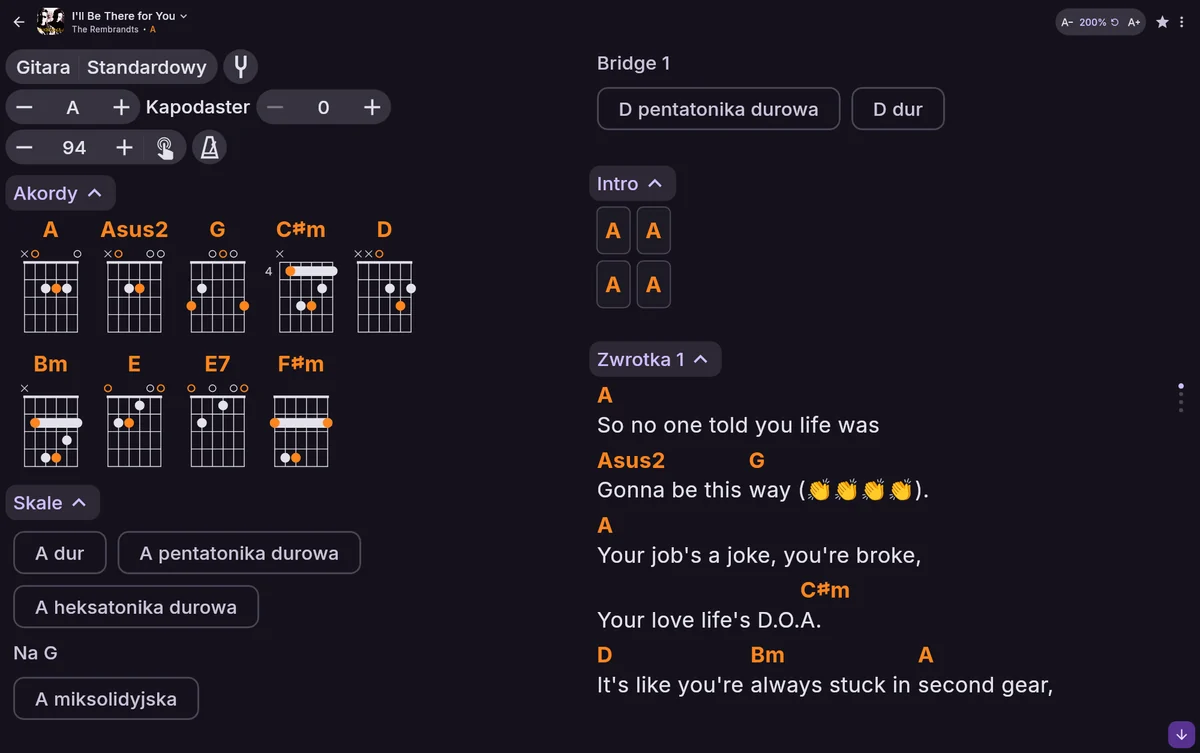 I'll Be There for You
The Rembrandts • A
A- 200% A+
Gitara Standardowy
− A + Kapodaster − 0 +
− 94 +
Akordy
A Asus2 G C#m D
4
Bm E E7 F#m
Skale
A dur A pentatonika durowa
A heksatonika durowa
Na G
A miksolidyjska
Bridge 1
D pentatonika durowa D dur
Intro
A A
A A
Zwrotka 1
A
So no one told you life was
Asus2 G
Gonna be this way (👏👏👏👏).
A
Your job's a joke, you're broke,
C#m
Your love life's D.O.A.
D Bm A
It's like you're always stuck in second gear,